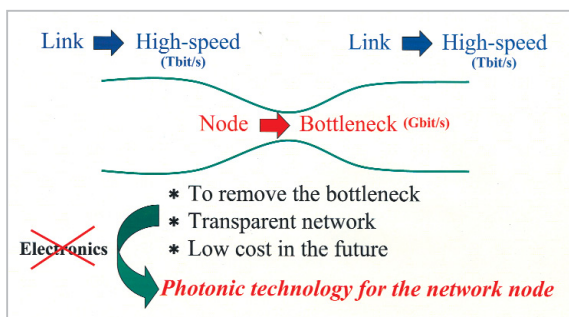 Link High-speed Link High-speed
(Tbit/s) (Tbit/s)
Node Bottleneck (Gbit/s)
* To remove the bottleneck
* Transparent network
Electronics * Low cost in the future
Photonic technology for the network node